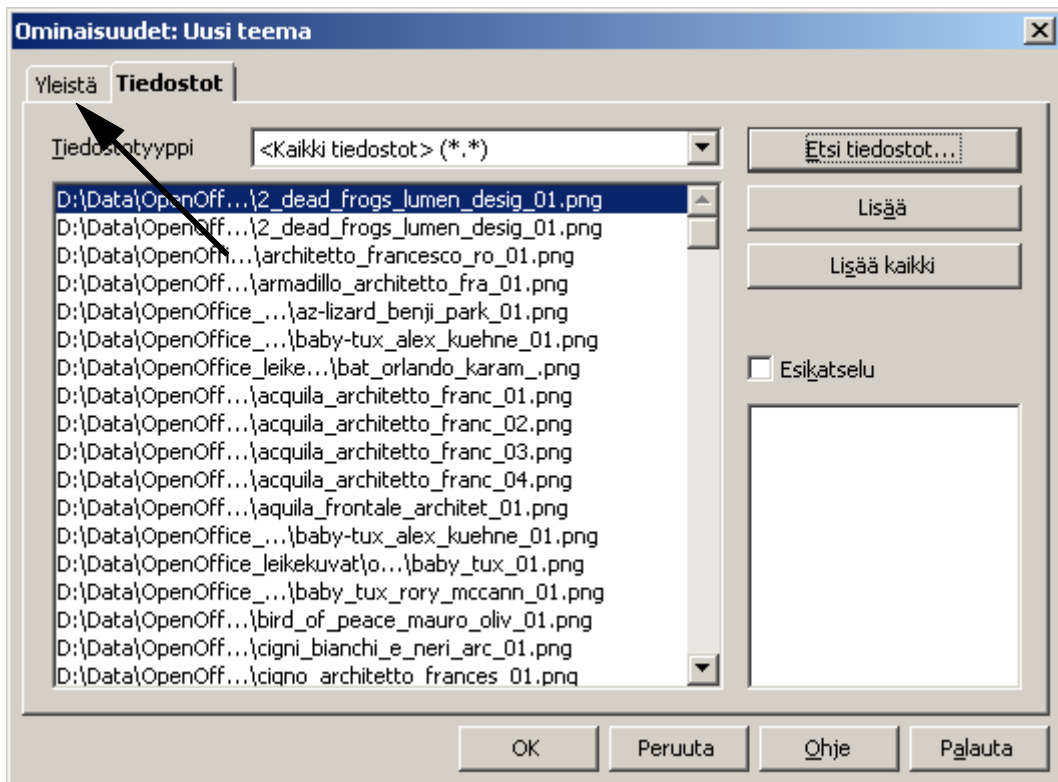 Ominaisuudet: Uusi teema
Yleistä Tiedostot
Tiedostotyyppi <Kaikki tiedostot> (*.*) Etsi tiedostot...
D:\Data\OpenOff...\2_dead_frogs_lumen_desig_01.png
Lisää
D:\Data\OpenOff...\2_dead_frogs_lumen_desig_01.png
D:\Data\OpenOffi...\architetto_francesco_ro_01.png
Lisää kaikki
D:\Data\OpenOff...\armadillo_architetto_fra_01.png
D:\Data\OpenOffice_...\az-lizard_benji_park_01.png
D:\Data\OpenOffice_...\baby-tux_alex_kuehne_01.png
D:\Data\OpenOffice_leike...\bat_orlando_karam_.png
Esikatselu
D:\Data\OpenOff...\acquila_architetto_franc_01.png
D:\Data\OpenOff...\acquila_architetto_franc_02.png
D:\Data\OpenOff...\acquila_architetto_franc_03.png
D:\Data\OpenOff...\acquila_architetto_franc_04.png
D:\Data\OpenOff...\aquila_frontale_architet_01.png
D:\Data\OpenOffice_...\baby-tux_alex_kuehne_01.png
D:\Data\OpenOffice_leikekuvat\o...\baby_tux_01.png
D:\Data\OpenOffice_...\baby_tux_rory_mccann_01.png
D:\Data\OpenOff...\bird_of_peace_mauro_oliv_01.png
D:\Data\OpenOff...\cigni_bianchi_e_neri_arc_01.png
D:\Data\OpenOff...\cigno_architetto_frances_01.png
OK Peruuta Ohje Palauta